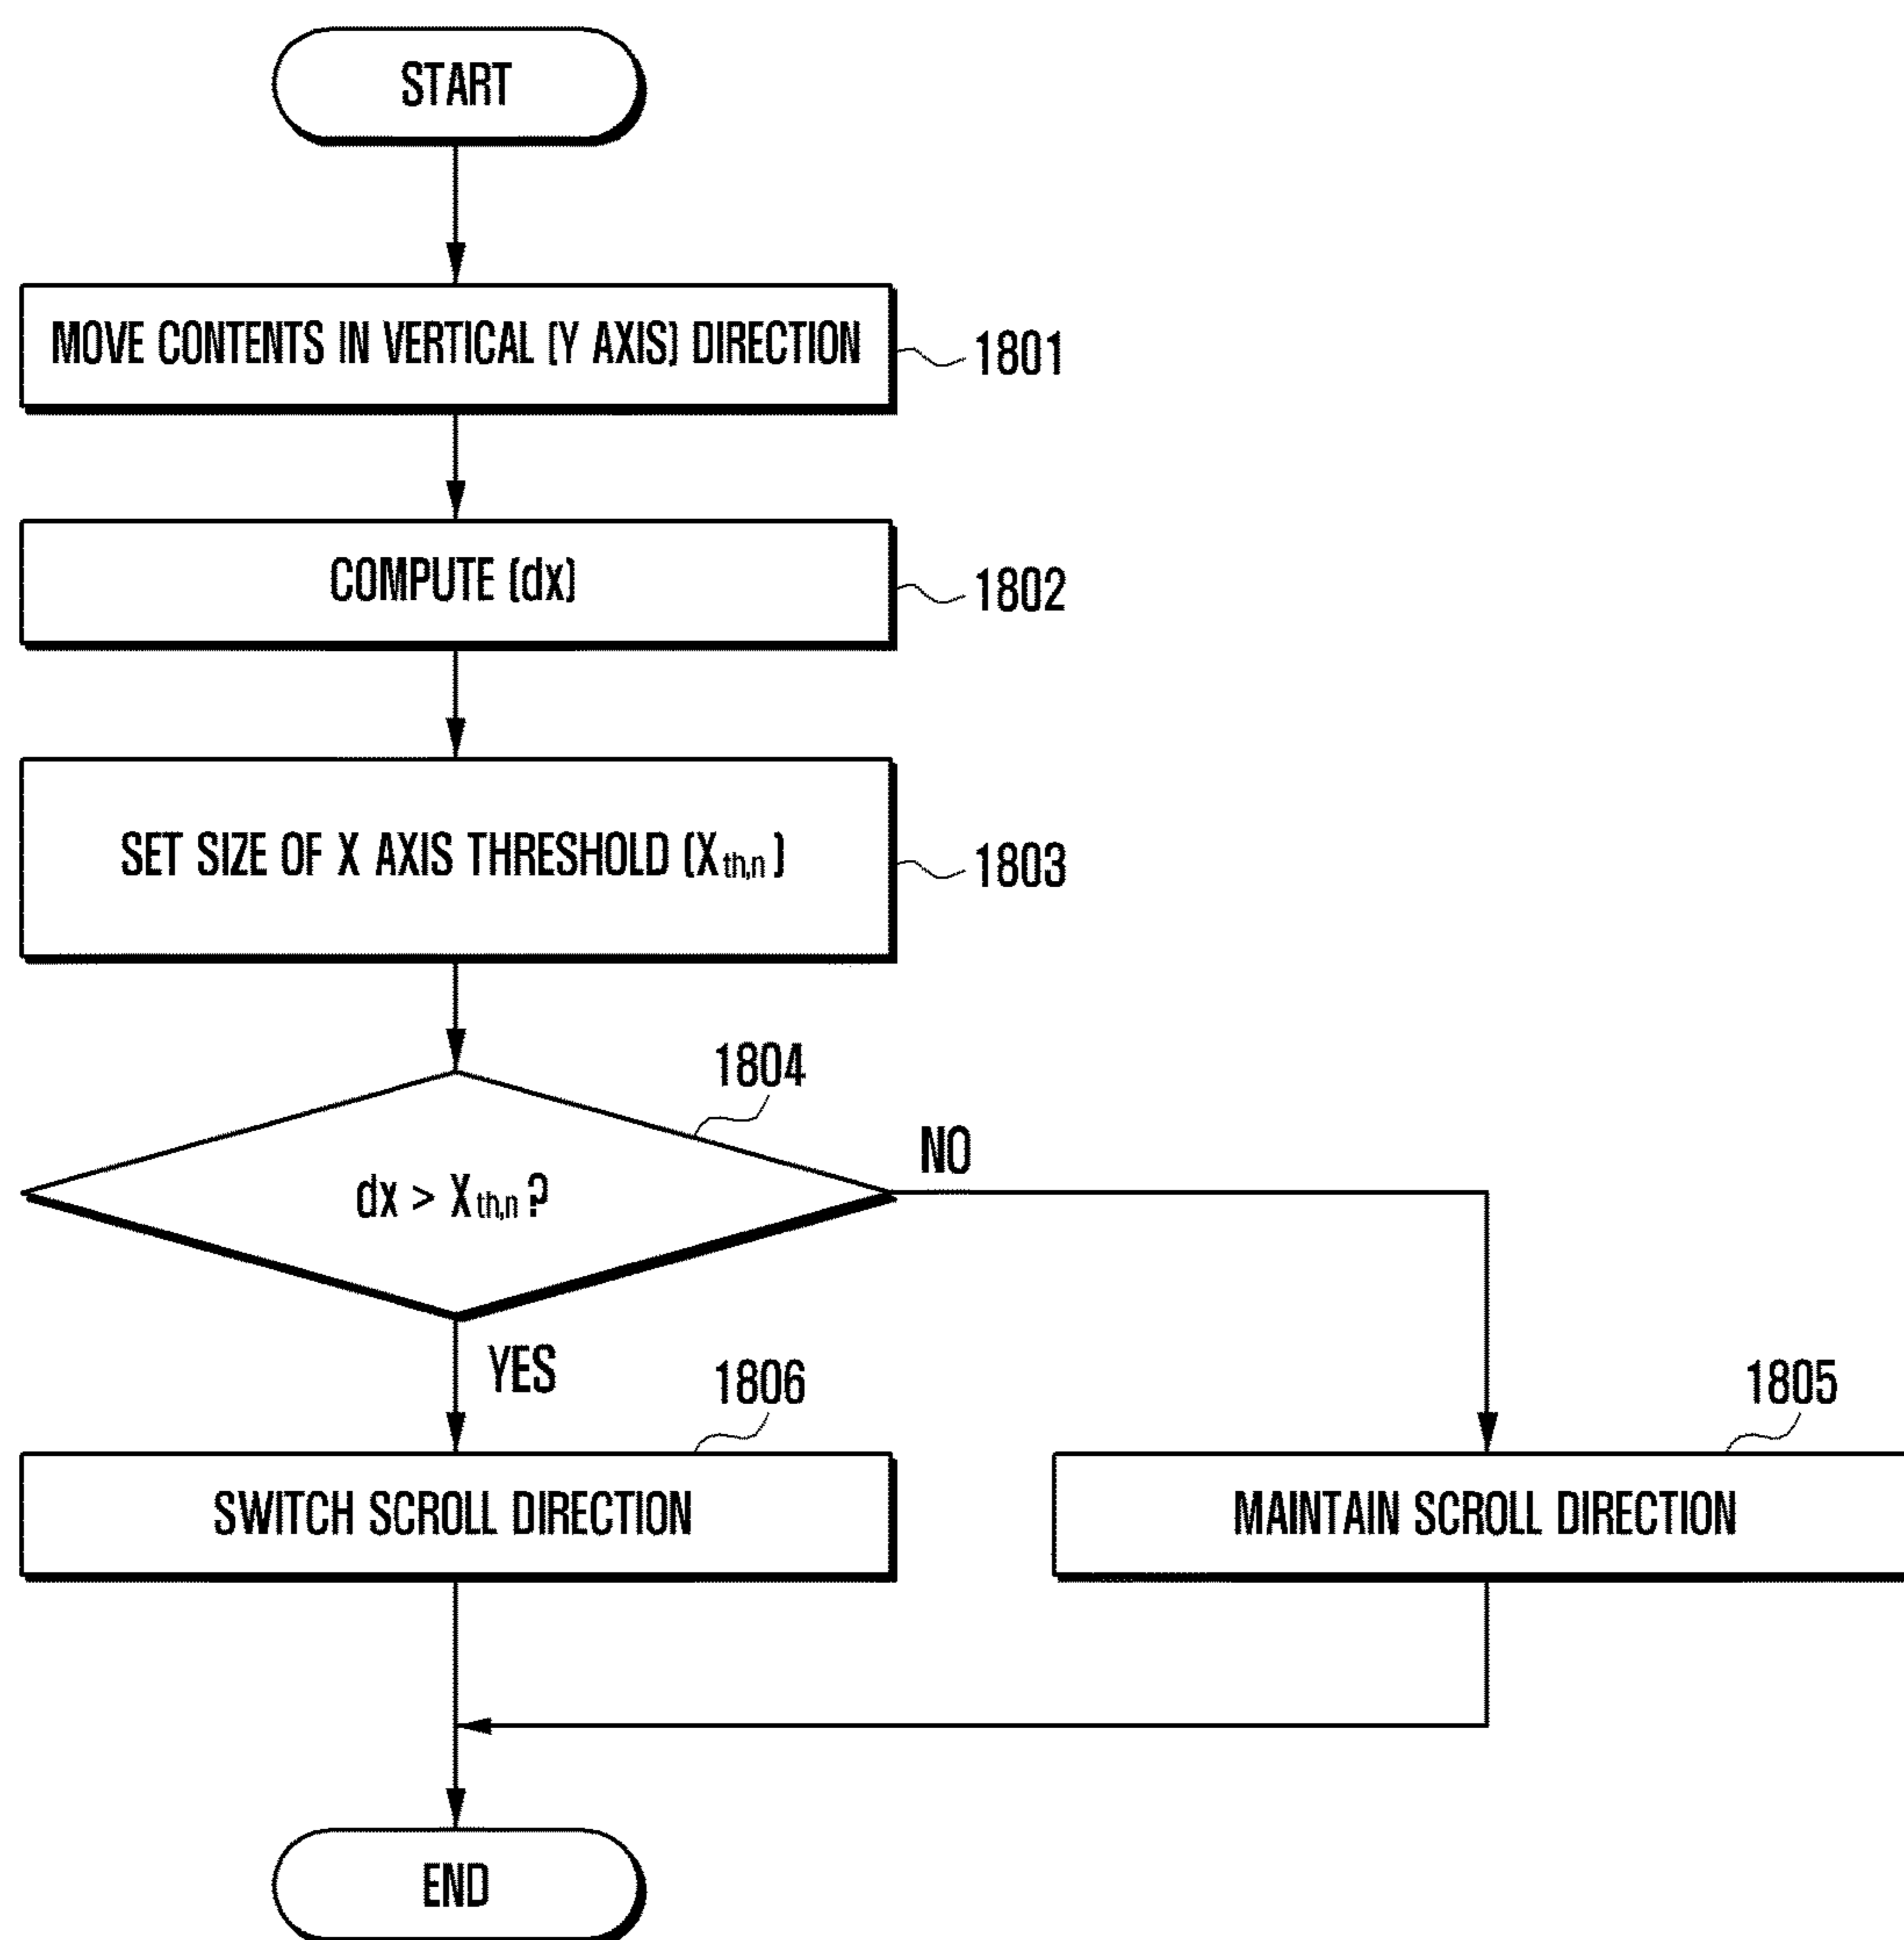 START
MOVE CONTENTS IN VERTICAL (Y AXIS) DIRECTION
1801
COMPUTE (dx)
1802
SET SIZE OF X AXIS THRESHOLD (Xth,n)
1803
1804
dx > Xth,n ?
NO
YES
1806
SWITCH SCROLL DIRECTION
1805
MAINTAIN SCROLL DIRECTION
END